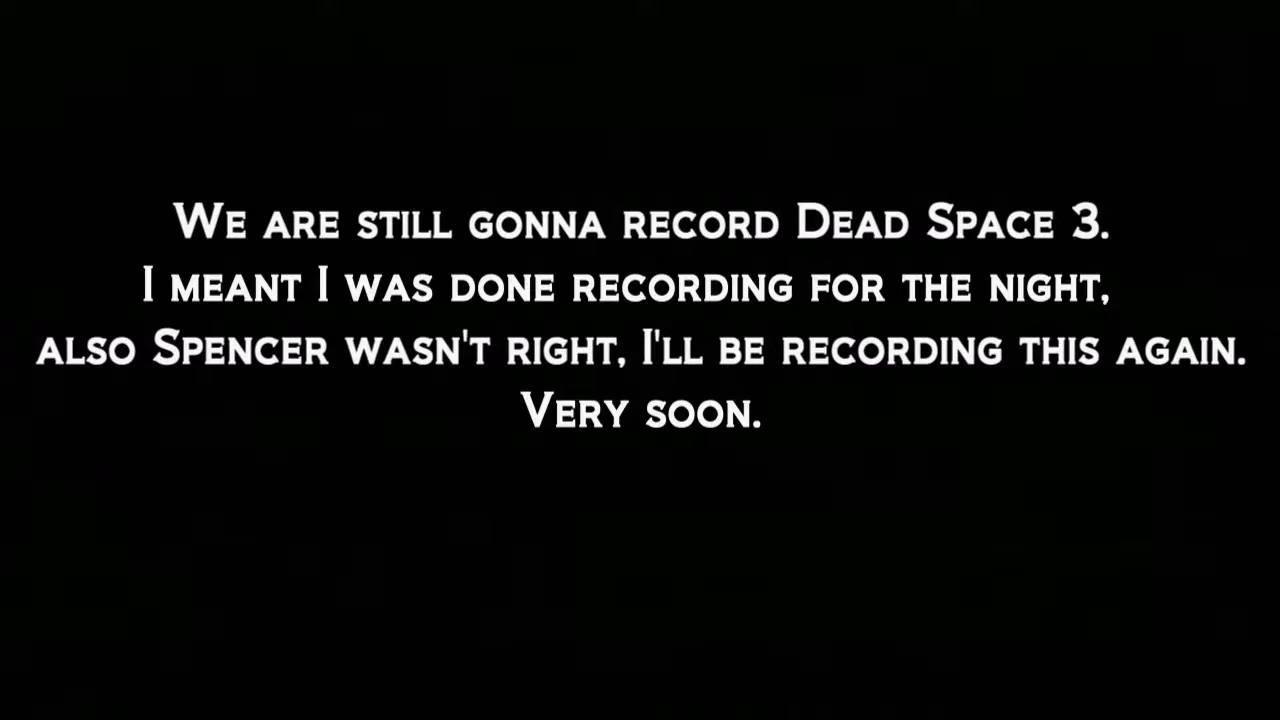 We are still gonna record Dead Space 3.
I meant I was done recording for the night,
also Spencer wasn't right, I'll be recording this again.
Very soon.